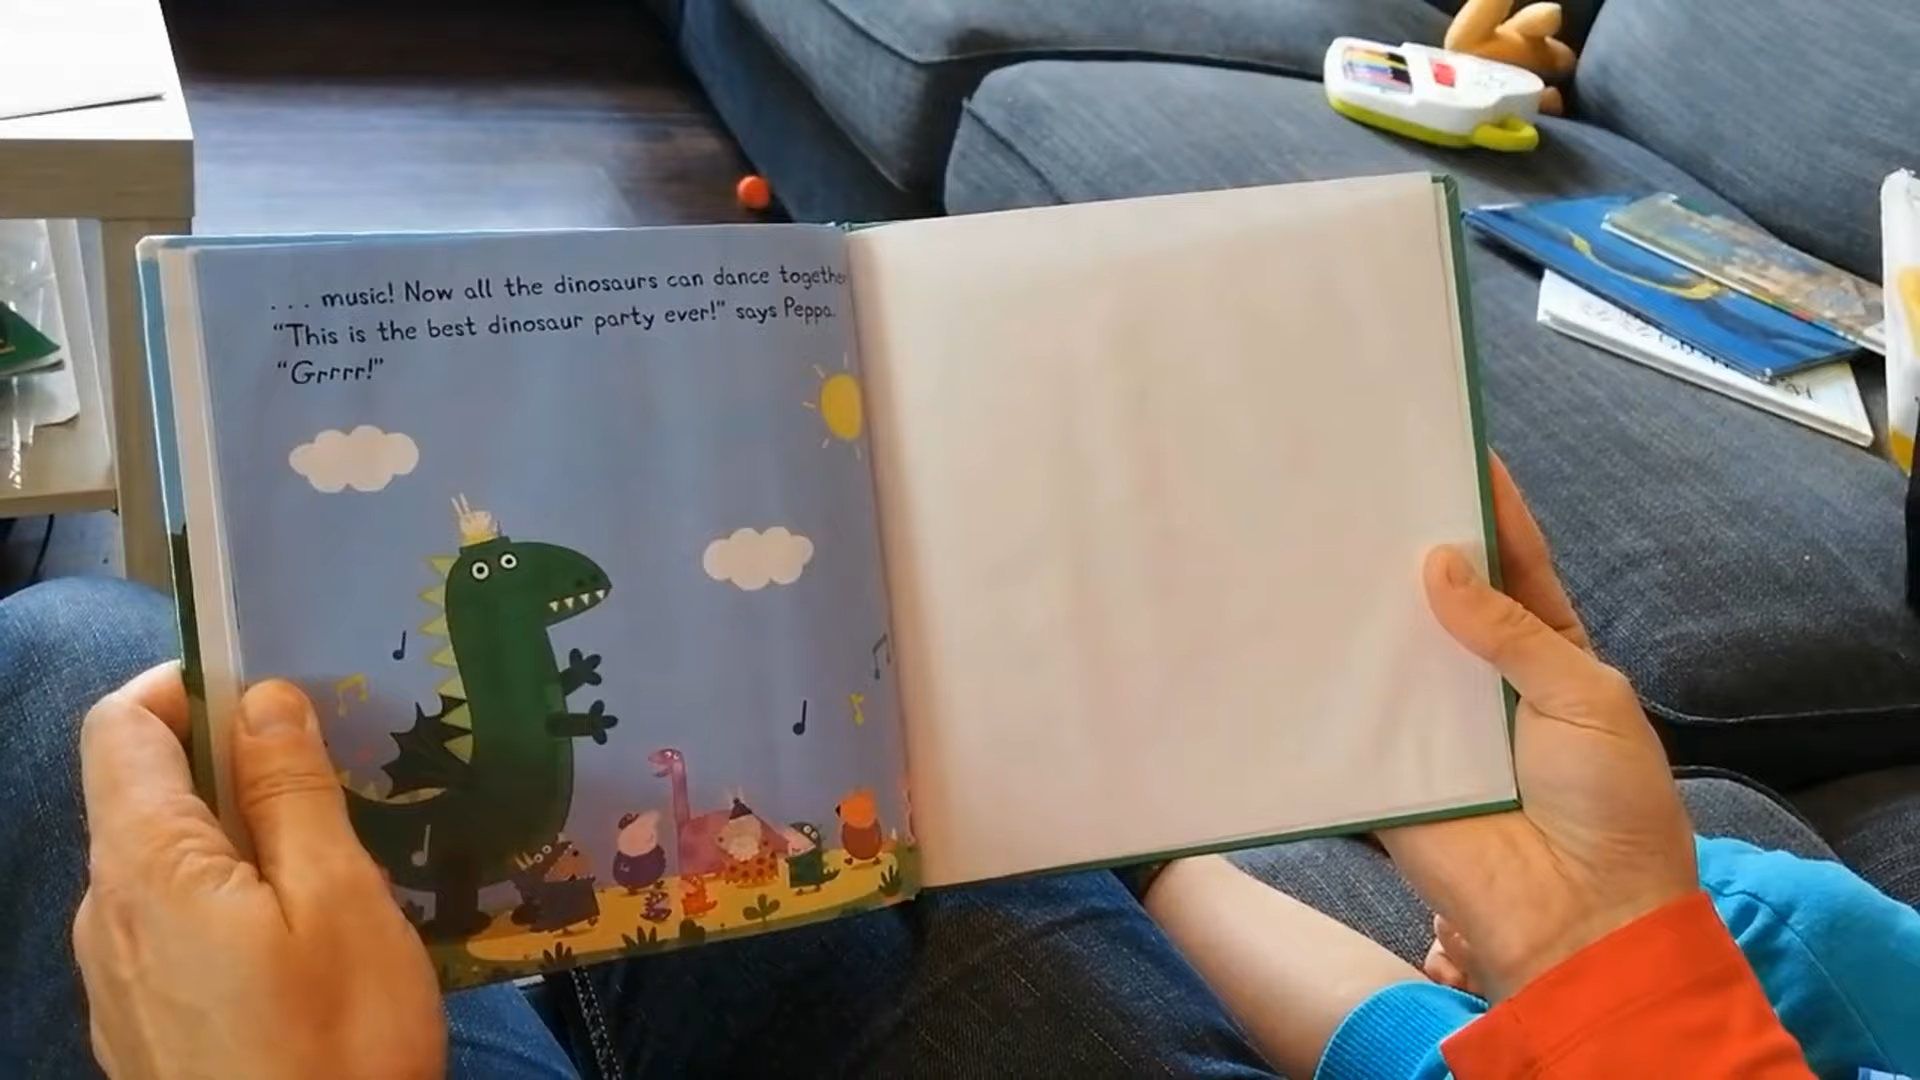 . . . music! Now all the dinosaurs can dance together
“This is the best dinosaur party ever!” says Peppa.
“Grrrr!”